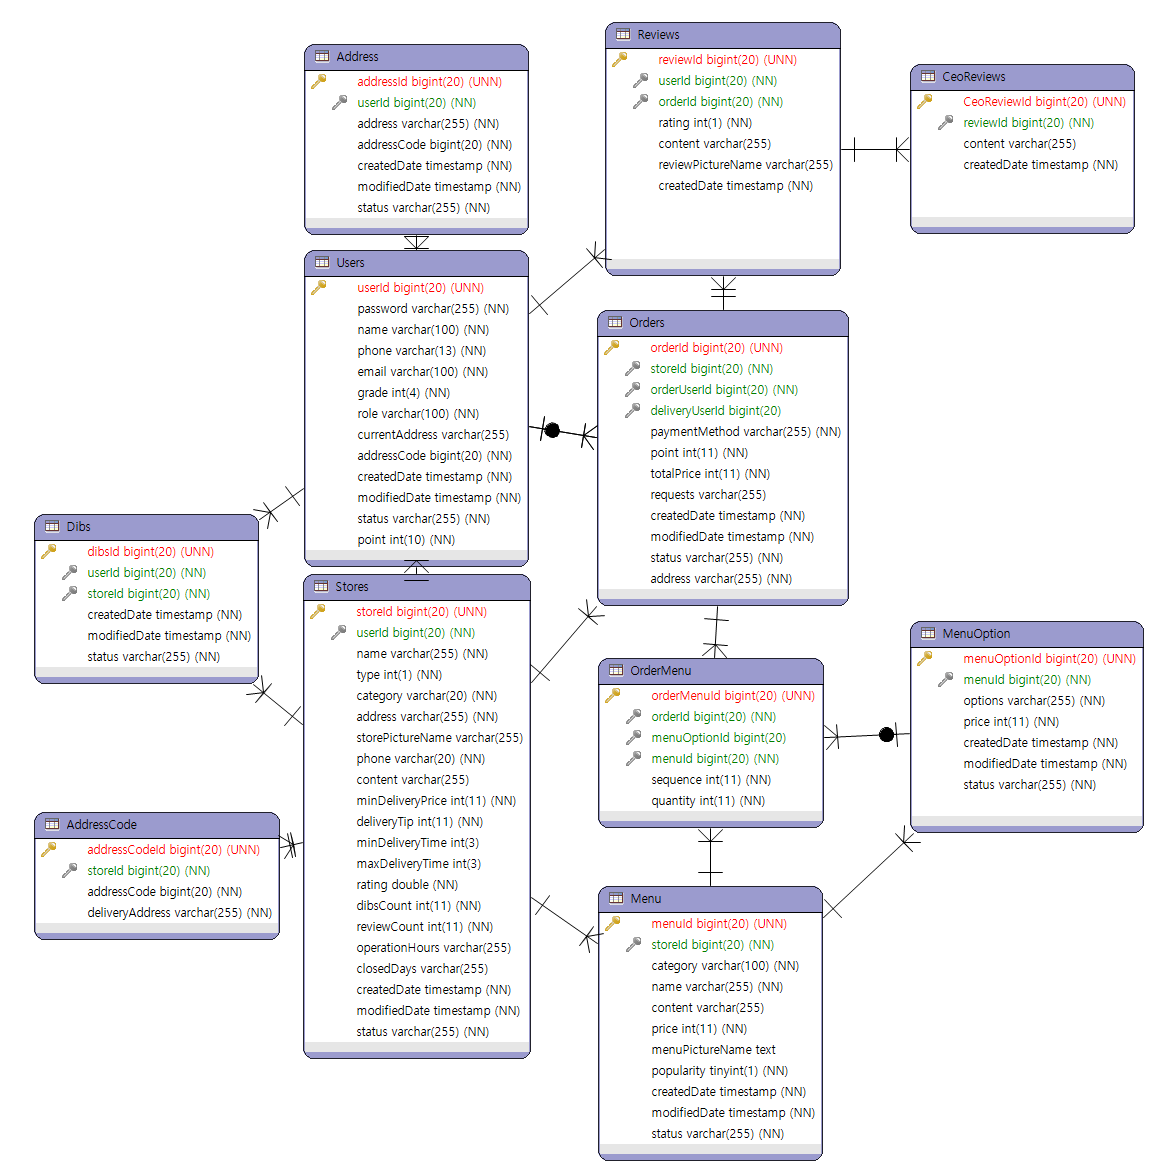 Address
addressId bigint(20) (UNN)
userId bigint(20) (NN)
address varchar(255) (NN)
addressCode bigint(20) (NN)
createdDate timestamp (NN)
modifiedDate timestamp (NN)
status varchar(255) (NN)
Reviews
reviewId bigint(20) (UNN)
userId bigint(20) (NN)
orderId bigint(20) (NN)
rating int(1) (NN)
content varchar(255)
reviewPictureName varchar(255)
createdDate timestamp (NN)
CeoReviews
CeoReviewId bigint(20) (UNN)
reviewId bigint(20) (NN)
content varchar(255)
createdDate timestamp (NN)
Users
userId bigint(20) (UNN)
password varchar(255) (NN)
name varchar(100) (NN)
phone varchar(13) (NN)
email varchar(100) (NN)
grade int(4) (NN)
role varchar(100) (NN)
currentAddress varchar(255)
addressCode bigint(20) (NN)
createdDate timestamp (NN)
modifiedDate timestamp (NN)
status varchar(255) (NN)
point int(10) (NN)
Orders
orderId bigint(20) (UNN)
storeId bigint(20) (NN)
orderUserId bigint(20) (NN)
deliveryUserId bigint(20)
paymentMethod varchar(255) (NN)
point int(11) (NN)
totalPrice int(11) (NN)
requests varchar(255)
createdDate timestamp (NN)
modifiedDate timestamp (NN)
status varchar(255) (NN)
address varchar(255) (NN)
Dibs
dibsId bigint(20) (UNN)
userId bigint(20) (NN)
storeId bigint(20) (NN)
createdDate timestamp (NN)
modifiedDate timestamp (NN)
status varchar(255) (NN)
Stores
storeId bigint(20) (UNN)
userId bigint(20) (NN)
name varchar(255) (NN)
type int(1) (NN)
category varchar(20) (NN)
address varchar(255) (NN)
storePictureName varchar(255)
phone varchar(20) (NN)
content varchar(255)
minDeliveryPrice int(11) (NN)
deliveryTip int(11) (NN)
minDeliveryTime int(3)
maxDeliveryTime int(3)
rating double (NN)
dibsCount int(11) (NN)
reviewCount int(11) (NN)
operationHours varchar(255)
closedDays varchar(255)
createdDate timestamp (NN)
modifiedDate timestamp (NN)
status varchar(255) (NN)
OrderMenu
orderMenuId bigint(20) (UNN)
orderId bigint(20) (NN)
menuOptionId bigint(20)
menuId bigint(20) (NN)
sequence int(11) (NN)
quantity int(11) (NN)
MenuOption
menuOptionId bigint(20) (UNN)
menuId bigint(20) (NN)
options varchar(255) (NN)
price int(11) (NN)
createdDate timestamp (NN)
modifiedDate timestamp (NN)
status varchar(255) (NN)
AddressCode
addressCodeId bigint(20) (UNN)
storeId bigint(20) (NN)
addressCode bigint(20) (NN)
deliveryAddress varchar(255) (NN)
Menu
menuId bigint(20) (UNN)
storeId bigint(20) (NN)
category varchar(100) (NN)
name varchar(255) (NN)
content varchar(255)
price int(11) (NN)
menuPictureName text
popularity tinyint(1) (NN)
createdDate timestamp (NN)
modifiedDate timestamp (NN)
status varchar(255) (NN)